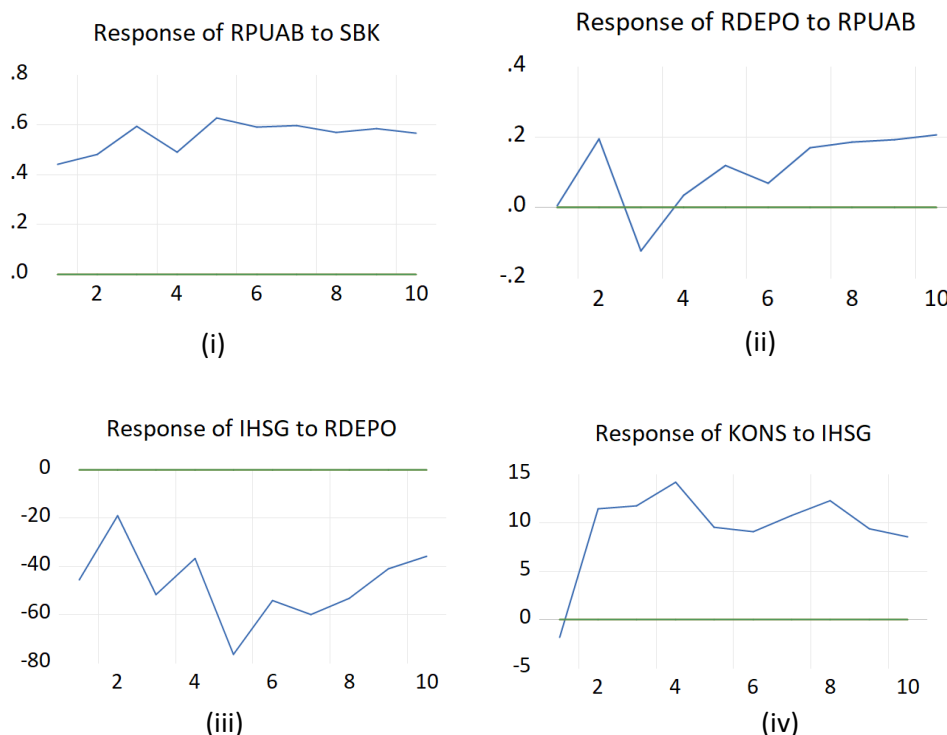 Response of RPUAB to SBK
.8
.6
.4
.2
.0
2 4 6 8 10
(i)
Response of RDEPO to RPUAB
.4
.2
.0
-.2
2 4 6 8 10
(ii)
Response of IHSG to RDEPO
0
-20
-40
-60
-80
2 4 6 8 10
(iii)
Response of KONS to IHSG
15
10
5
0
-5
2 4 6 8 10
(iv)